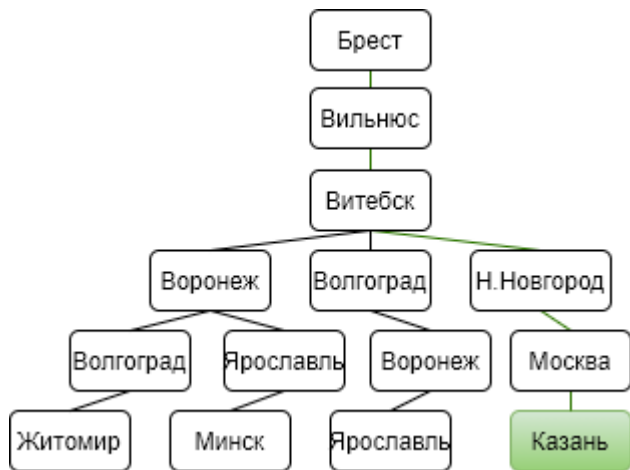 Брест
Вильнюс
Витебск
Воронеж
Волгоград
Н.Новгород
Волгоград
Ярославль
Воронеж
Москва
Житомир
Минск
Ярославль
Казань